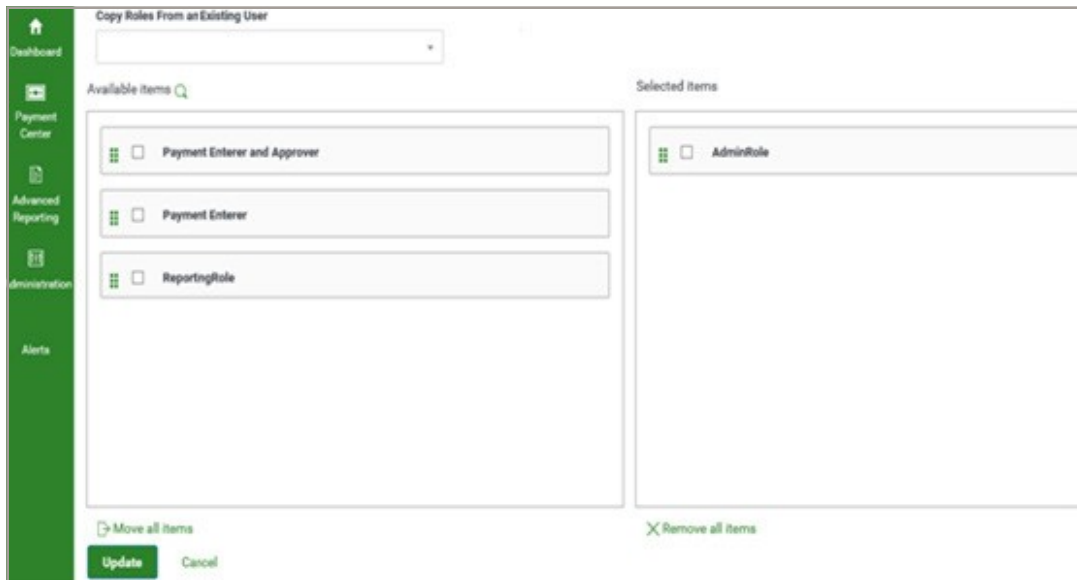 Copy Roles From an Existing User
Dashboard
Available items
Selected items
Payment
Center
Payment Enterer and Approver
AdminRole
Advanced
Reporting
Payment Enterer
dministration
ReportngRole
Alerts
Move all items
Remove all items
Update
Cancel